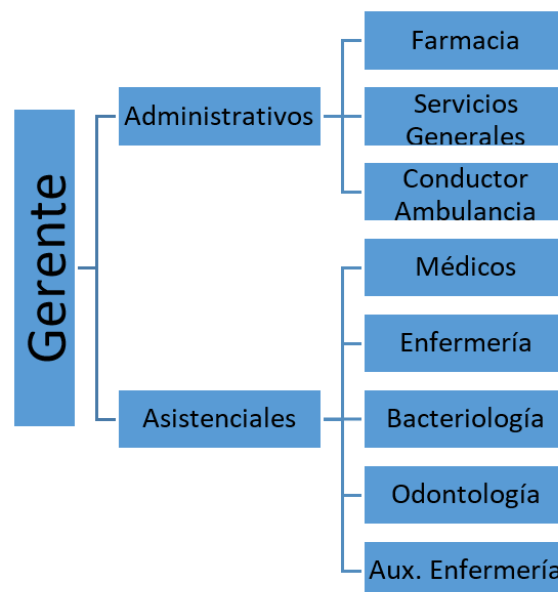 Gerente
Administrativos
Farmacia
Servicios
Generales
Conductor
Ambulancia
Asistenciales
Médicos
Enfermería
Bacteriología
Odontología
Aux. Enfermería